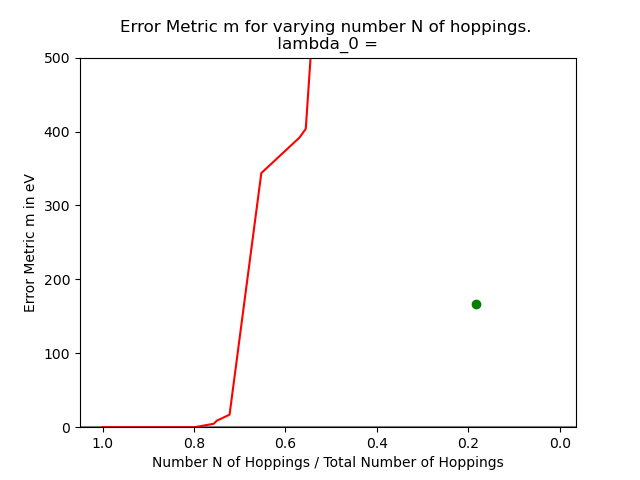 Error Metric m for varying number N of hoppings.
lambda_0 =
Error Metric m in eV
500
400
300
200
100
0
1.0 0.8 0.6 0.4 0.2 0.0
Number N of Hoppings / Total Number of Hoppings